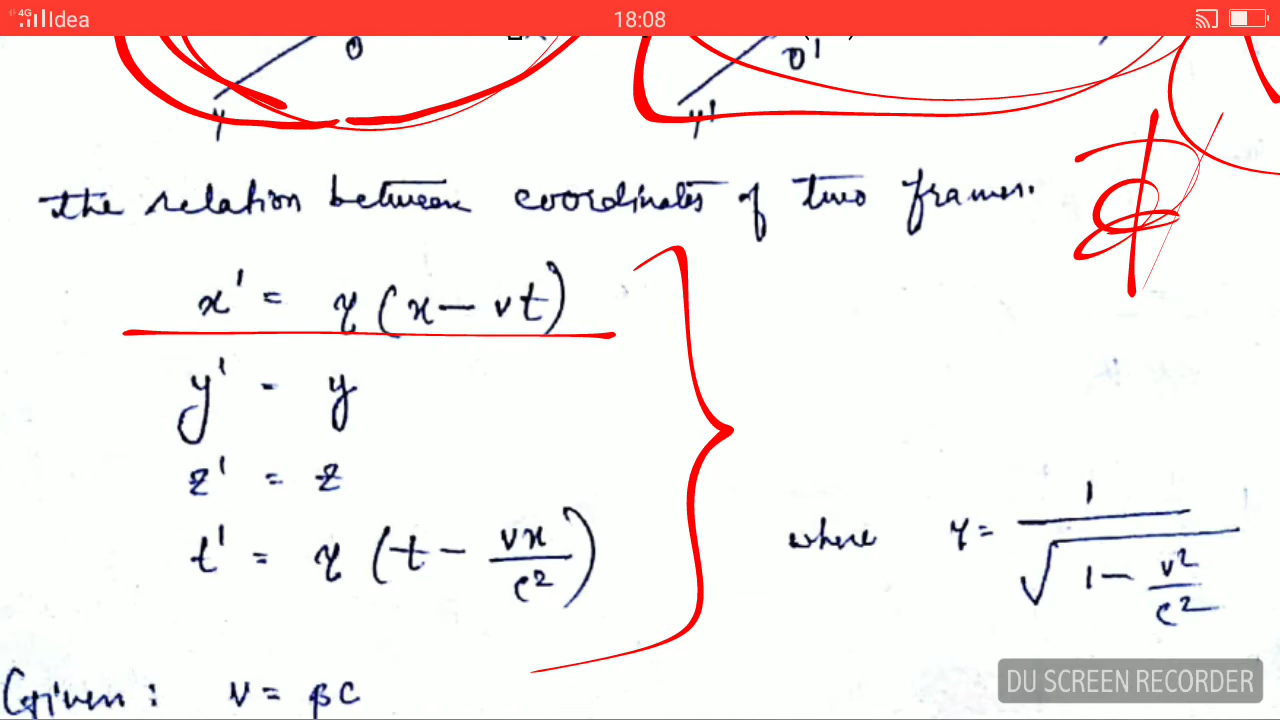 4G Idea 18:08
O O'
y y'
the relation between coordinates of two frames.
x' = γ (x − vt)
y' = y
z' = z
t' = γ (t − vx/c²)
where γ = 1/√(1 − v²/c²)
Given: v = βc
DU SCREEN RECORDER